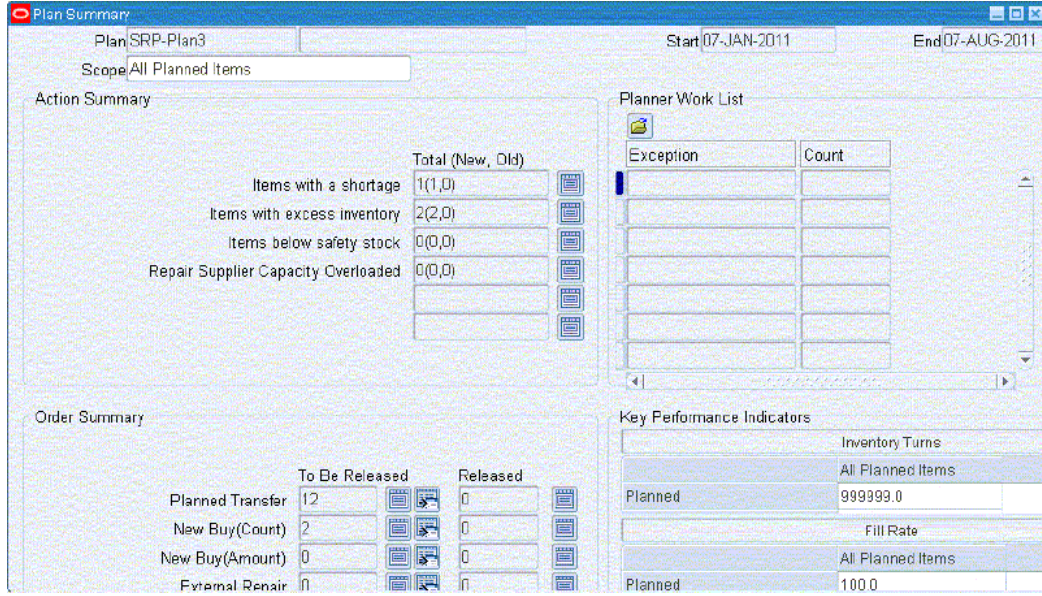 Plan Summary
Plan SRP-Plan3 Start 07-JAN-2011 End 07-AUG-2011
Scope All Planned Items
Action Summary
Total (New, Old)
Items with a shortage 1(1,0)
Items with excess inventory 2(2,0)
Items below safety stock 0(0,0)
Repair Supplier Capacity Overloaded 0(0,0)
Planner Work List
Exception Count
Order Summary
To Be Released Released
Planned Transfer 12 0
New Buy(Count) 2 0
New Buy(Amount) 0 0
External Repair 0 0
Key Performance Indicators
Inventory Turns
All Planned Items
Planned 999999.0
Fill Rate
All Planned Items
Planned 100.0